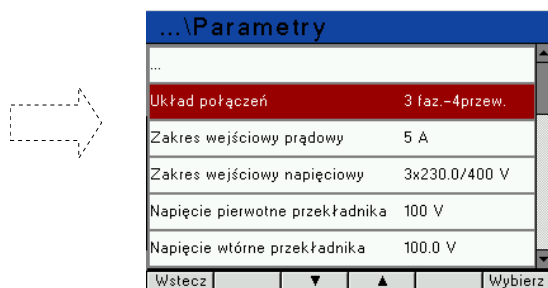 ...\Parametry
...
Układ połączeń 3 faz.-4przew.
Zakres wejściowy prądowy 5 A
Zakres wejściowy napięciowy 3x230.0/400 V
Napięcie pierwotne przekładnika 100 V
Napięcie wtórne przekładnika 100.0 V
Wstecz ▼ ▲ Wybierz